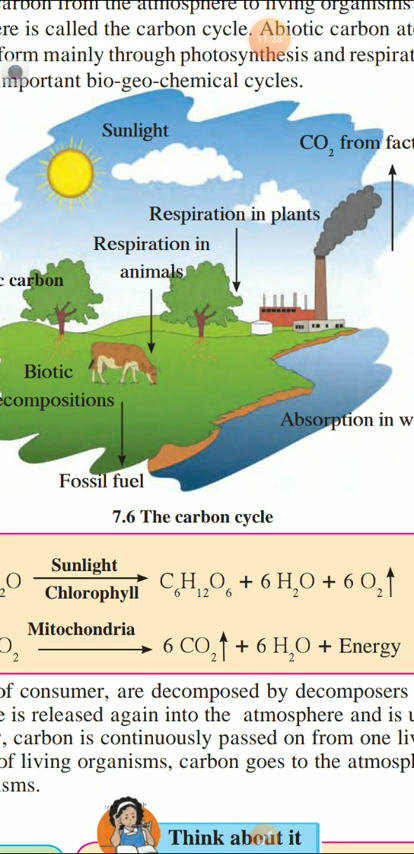 carbon from the atmosphere to living organisms
ere is called the carbon cycle. Abiotic carbon at
form mainly through photosynthesis and respirat
important bio-geo-chemical cycles.
Sunlight
CO₂ from fact
Respiration in plants
Respiration in
animals
c carbon
Biotic
ecompositions
Absorption in w
Fossil fuel
7.6 The carbon cycle
₂O Sunlight Chlorophyll C₆H₁₂O₆ + 6 H₂O + 6 O₂↑
O₂ Mitochondria 6 CO₂↑ + 6 H₂O + Energy
of consumer, are decomposed by decomposers
e is released again into the atmosphere and is u
, carbon is continuously passed on from one liv
of living organisms, carbon goes to the atmosph
isms.
Think about it